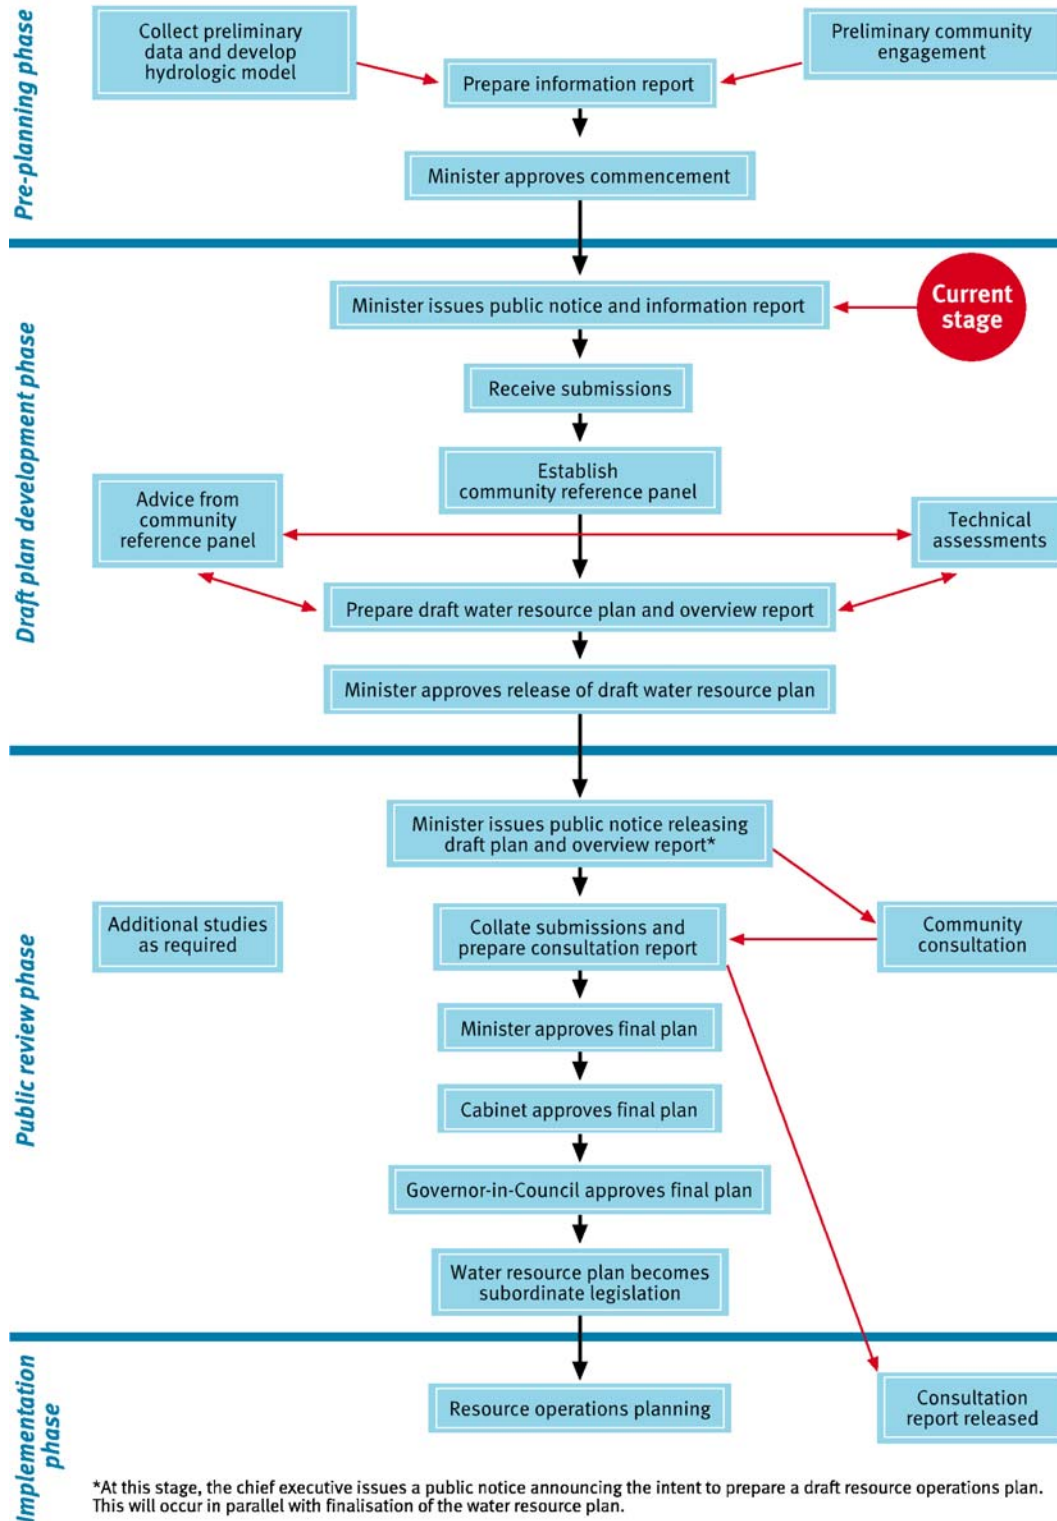 Pre-planning phase
Collect preliminary
data and develop
hydrologic model
Preliminary community
engagement
Prepare information report
Minister approves commencement
Draft plan development phase
Minister issues public notice and information report
Current
stage
Receive submissions
Establish
community reference panel
Advice from
community
reference panel
Technical
assessments
Prepare draft water resource plan and overview report
Minister approves release of draft water resource plan
Public review phase
Minister issues public notice releasing
draft plan and overview report*
Additional studies
as required
Collate submissions and
prepare consultation report
Community
consultation
Minister approves final plan
Cabinet approves final plan
Governor-in-Council approves final plan
Water resource plan becomes
subordinate legislation
Implementation
phase
Resource operations planning
Consultation
report released
*At this stage, the chief executive issues a public notice announcing the intent to prepare a draft resource operations plan.
This will occur in parallel with finalisation of the water resource plan.